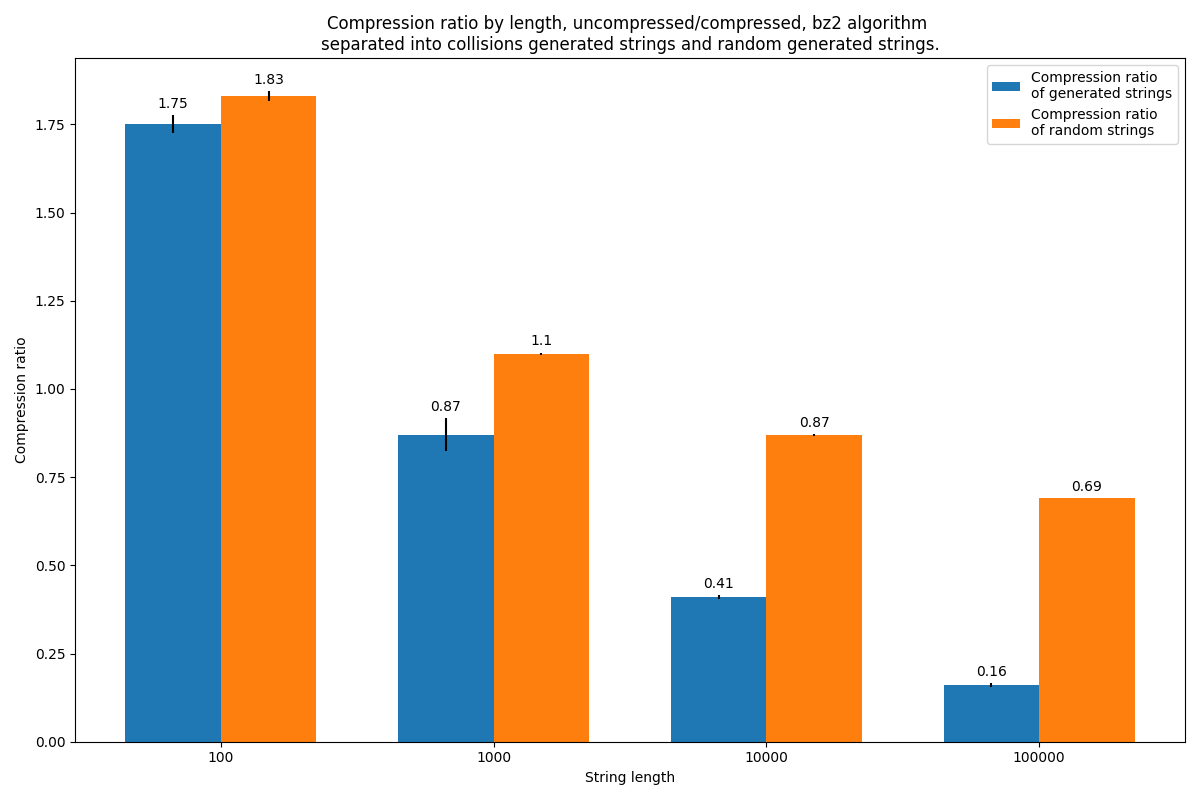 Compression ratio by length, uncompressed/compressed, bz2 algorithm
separated into collisions generated strings and random generated strings.
Compression ratio
of generated strings
Compression ratio
of random strings
Compression ratio
1.75
1.50
1.25
1.00
0.75
0.50
0.25
0.00
1.75
1.83
0.87
1.1
0.41
0.87
0.16
0.69
100
1000
10000
100000
String length